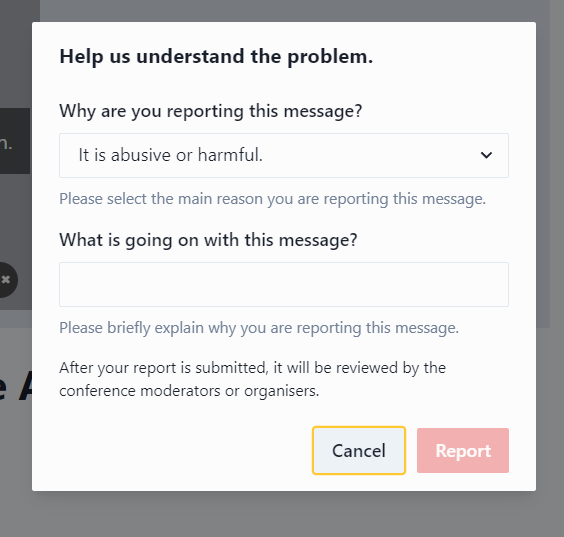 Help us understand the problem.
Why are you reporting this message?
n.
It is abusive or harmful.
Please select the main reason you are reporting this message.
What is going on with this message?
Please briefly explain why you are reporting this message.
After your report is submitted, it will be reviewed by the
conference moderators or organisers.
e A
Cancel
Report